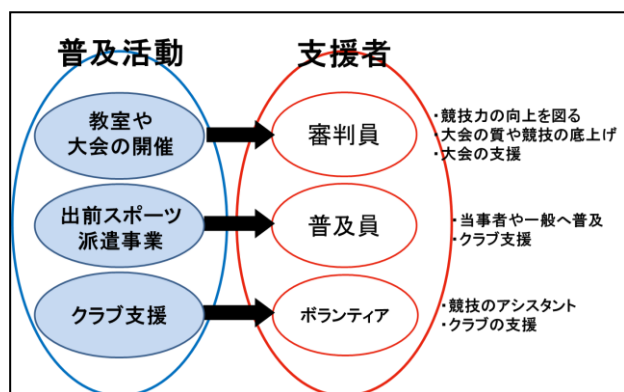 普及活動
支援者
教室や
大会の開催
審判員
・競技力の向上を図る
・大会の質や競技の底上げ
・大会の支援
出前スポーツ
派遣事業
普及員
・当事者や一般へ普及
・クラブ支援
クラブ支援
ボランティア
・競技のアシスタント
・クラブの支援